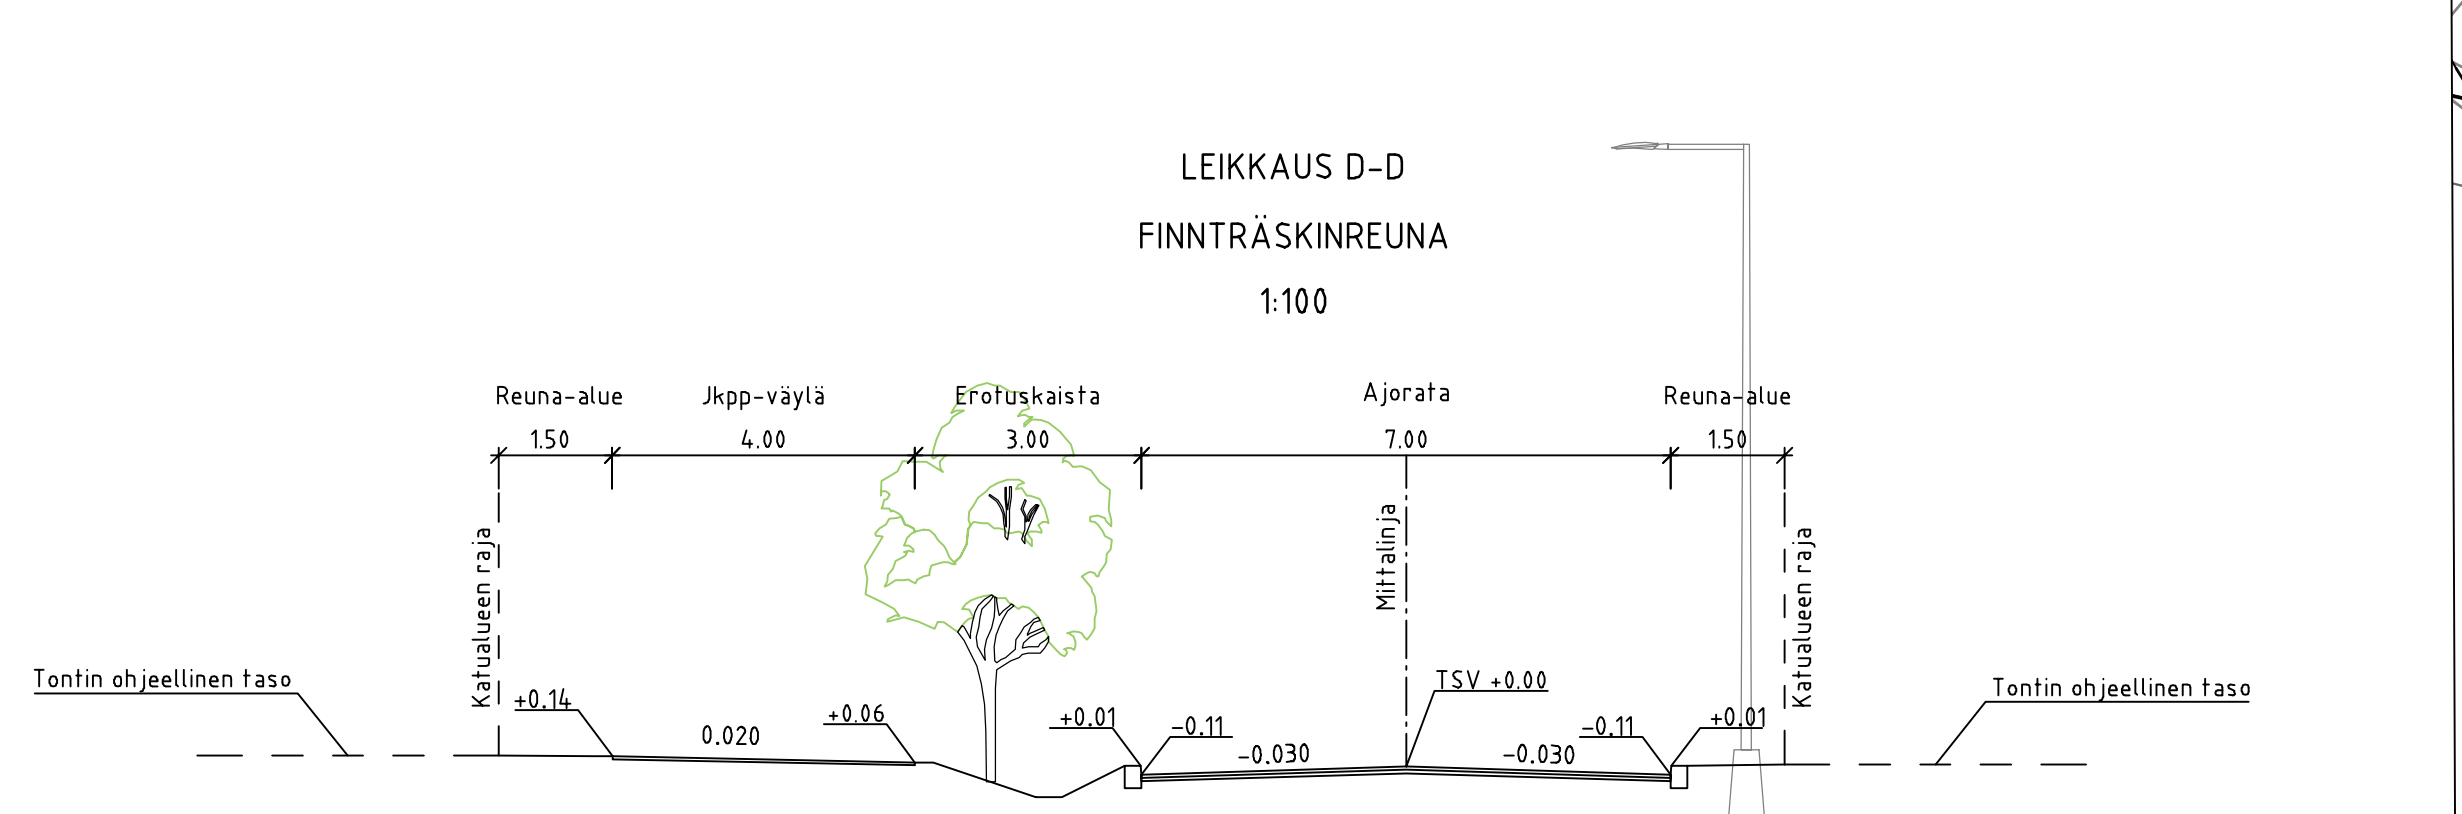 LEIKKAUS D-D
FINNTRÄSKINREUNA
1:100
Reuna-alue Jkpp-väylä Erotuskaista Ajorata Reuna-alue
1.50 4.00 3.00 7.00 1.50
Katualueen raja
Mittalinja
Katualueen raja
Tontin ohjeellinen taso
TSV +0.00
Tontin ohjeellinen taso
+0.14
+0.06 +0.01 -0.11 -0.11 +0.01
0.020 -0.030 -0.030